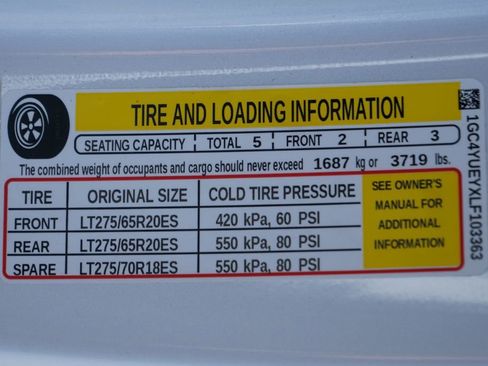 TIRE AND LOADING INFORMATION
SEATING CAPACITY TOTAL 5 FRONT 2 REAR 3
The combined weight of occupants and cargo should never exceed 1687 kg or 3719 lbs.
TIRE ORIGINAL SIZE COLD TIRE PRESSURE
FRONT LT275/65R20ES 420 kPa, 60 PSI
REAR LT275/65R20ES 550 kPa, 80 PSI
SPARE LT275/70R18ES 550 kPa, 80 PSI
SEE OWNER'S
MANUAL FOR
ADDITIONAL
INFORMATION
1GC4YUEYXLF103363